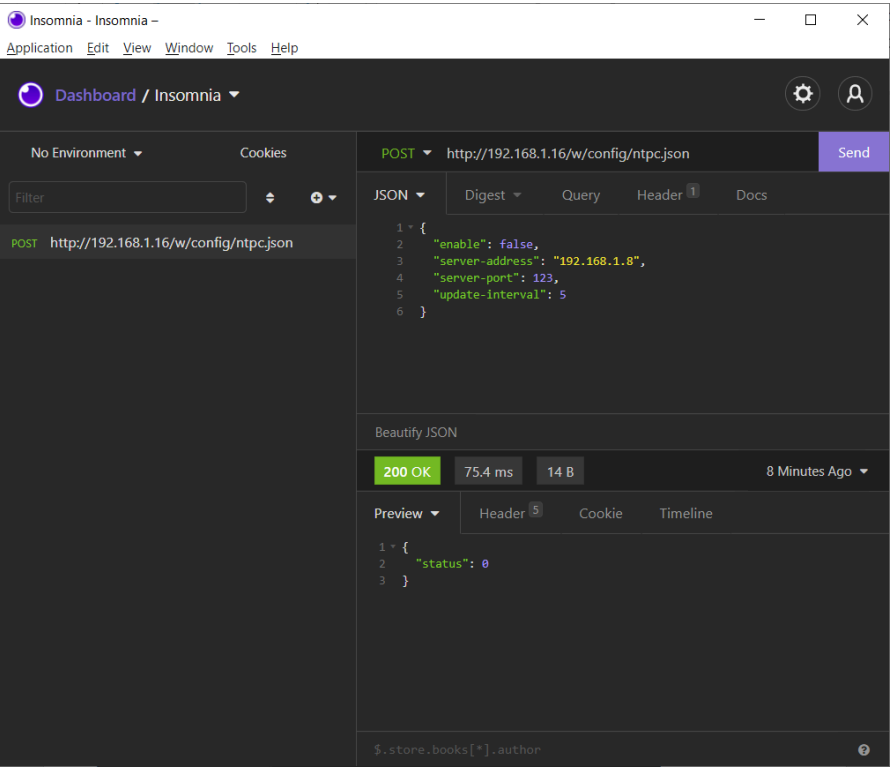 Insomnia - Insomnia –
Application Edit View Window Tools Help
Dashboard / Insomnia
No Environment Cookies
Filter
POST http://192.168.1.16/w/config/ntpc.json
POST http://192.168.1.16/w/config/ntpc.json Send
JSON Digest Query Header 1 Docs
1 {
2 "enable": false,
3 "server-address": "192.168.1.8",
4 "server-port": 123,
5 "update-interval": 5
6 }
Beautify JSON
200 OK 75.4 ms 14 B 8 Minutes Ago
Preview Header 5 Cookie Timeline
1 {
2 "status": 0
3 }
$.store.books[*].author